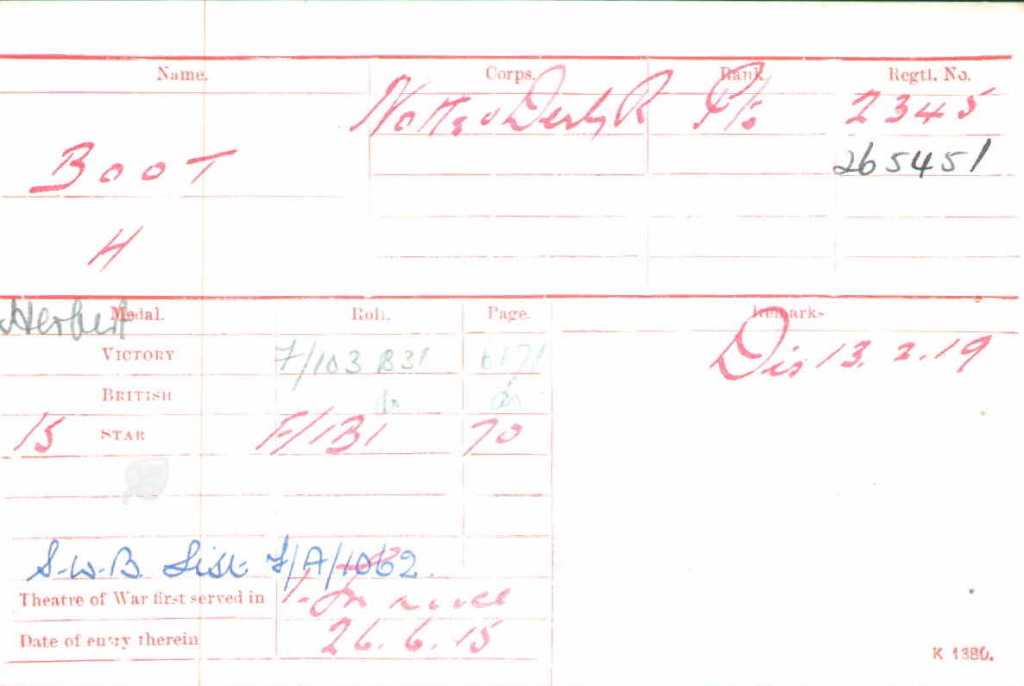 Name. Corps. Rank. Regtl. No.
Notts & Derby R Pte 2345
265451
BOOT
H
Herbert
Medal. Roll. Page. Remarks
VICTORY F/103 B31 6171
Dis 13.2.19
BRITISH do do
15 STAR F/1B1 70
S.W.B. List F/A/1062.
Theatre of War first served in 1. France
Date of entry therein 26.6.15
K 1380.